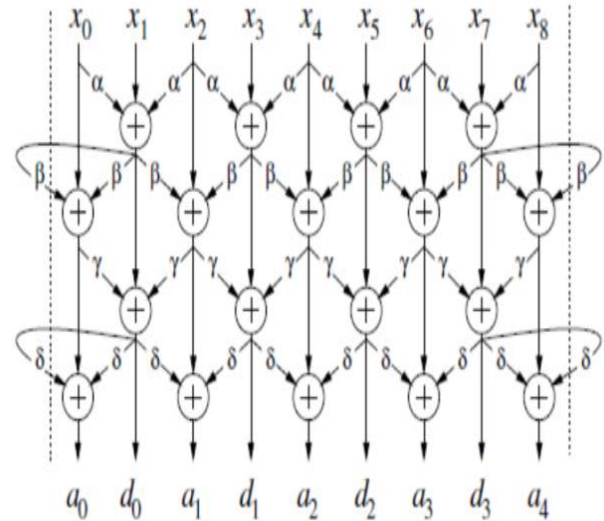 x0 x1 x2 x3 x4 x5 x6 x7 x8
α α α α α α α α
+ + + +
β β β β β β β β β β
+ + + + +
γ γ γ γ γ γ γ γ
+ + + +
δ δ δ δ δ δ δ δ δ δ
+ + + + +
a0 d0 a1 d1 a2 d2 a3 d3 a4